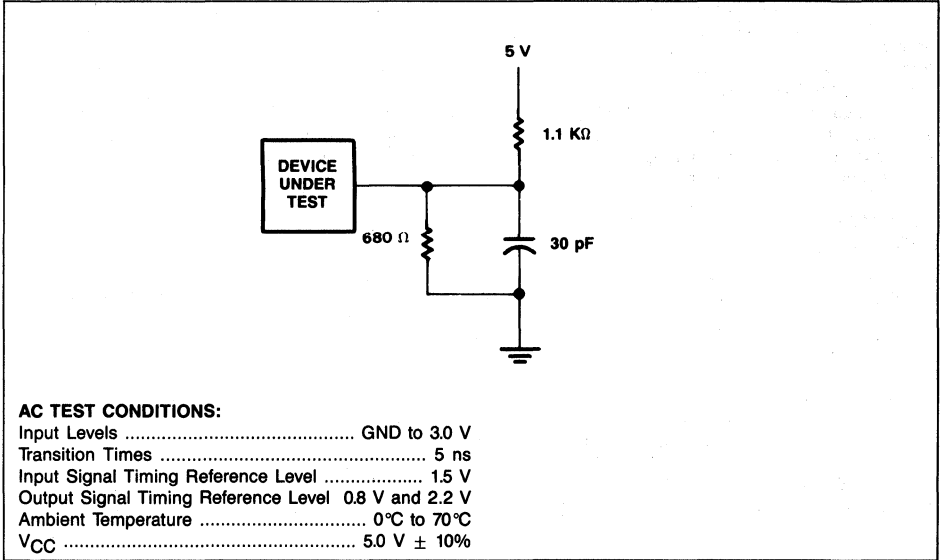 5 V
1.1 KΩ
DEVICE
UNDER
TEST
680 Ω
30 pF
AC TEST CONDITIONS:
Input Levels ............................................ GND to 3.0 V
Transition Times ................................................... 5 ns
Input Signal Timing Reference Level ................... 1.5 V
Output Signal Timing Reference Level 0.8 V and 2.2 V
Ambient Temperature ................................ 0°C to 70°C
VCC ........................................................ 5.0 V ± 10%